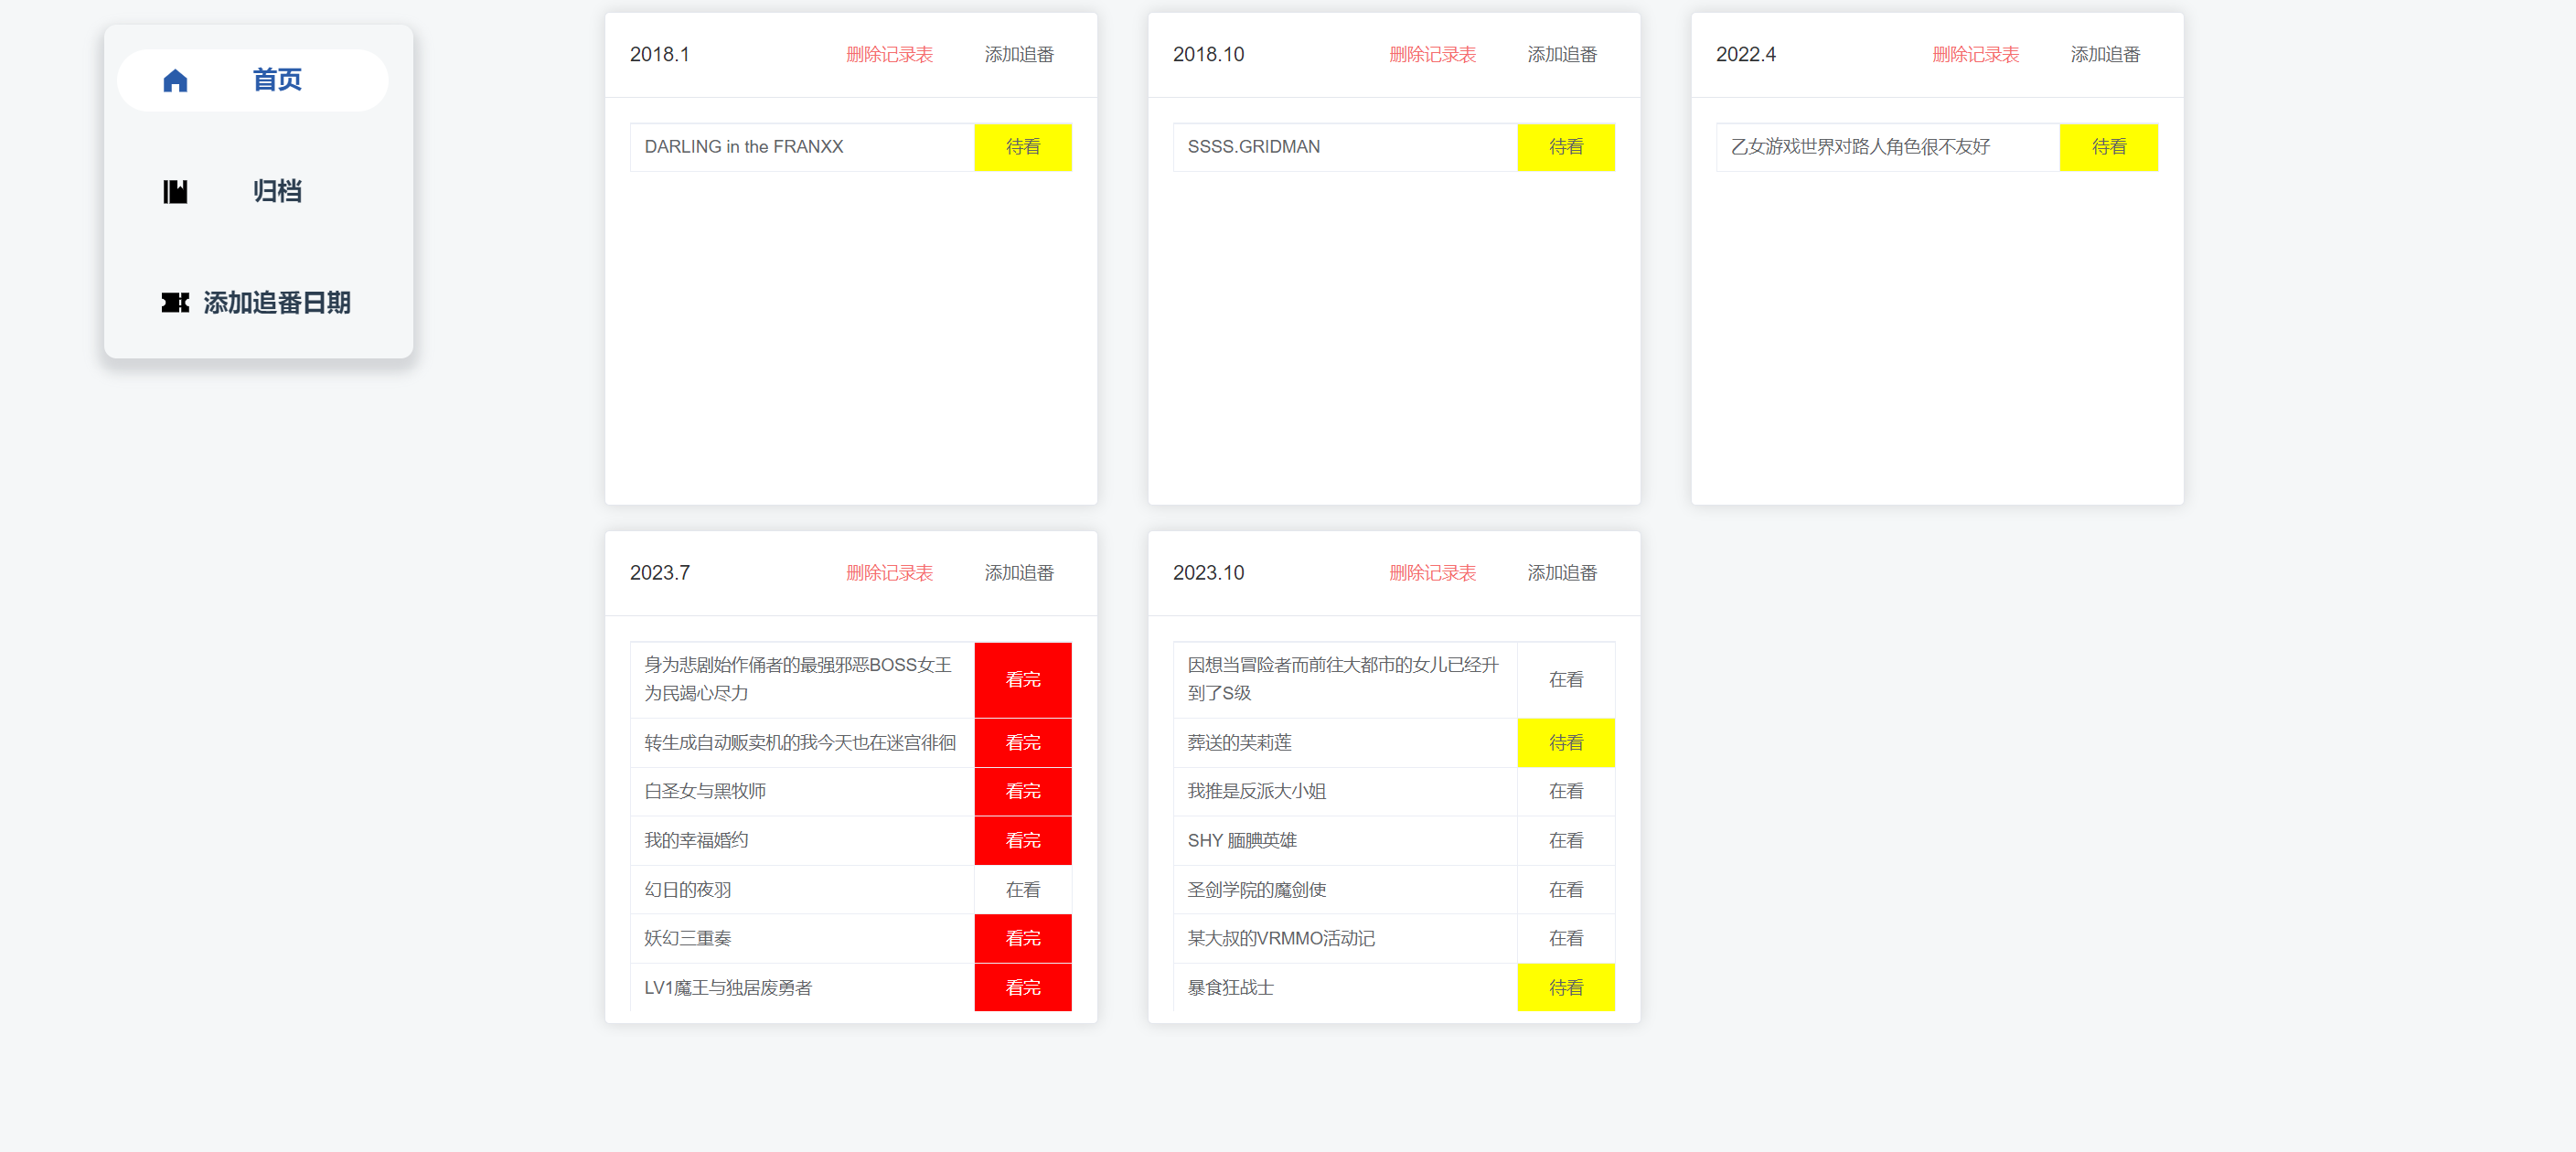 首页
归档
添加追番日期
2018.1 删除记录表 添加追番
DARLING in the FRANXX 待看
2018.10 删除记录表 添加追番
SSSS.GRIDMAN 待看
2022.4 删除记录表 添加追番
乙女游戏世界对路人角色很不友好 待看
2023.7 删除记录表 添加追番
身为悲剧始作俑者的最强邪恶BOSS女王
为民竭心尽力 看完
转生成自动贩卖机的我今天也在迷宫徘徊 看完
白圣女与黑牧师 看完
我的幸福婚约 看完
幻日的夜羽 在看
妖幻三重奏 看完
LV1魔王与独居废勇者 看完
2023.10 删除记录表 添加追番
因想当冒险者而前往大都市的女儿已经升
到了S级 在看
葬送的芙莉莲 待看
我推是反派大小姐 在看
SHY 腼腆英雄 在看
圣剑学院的魔剑使 在看
某大叔的VRMMO活动记 在看
暴食狂战士 待看